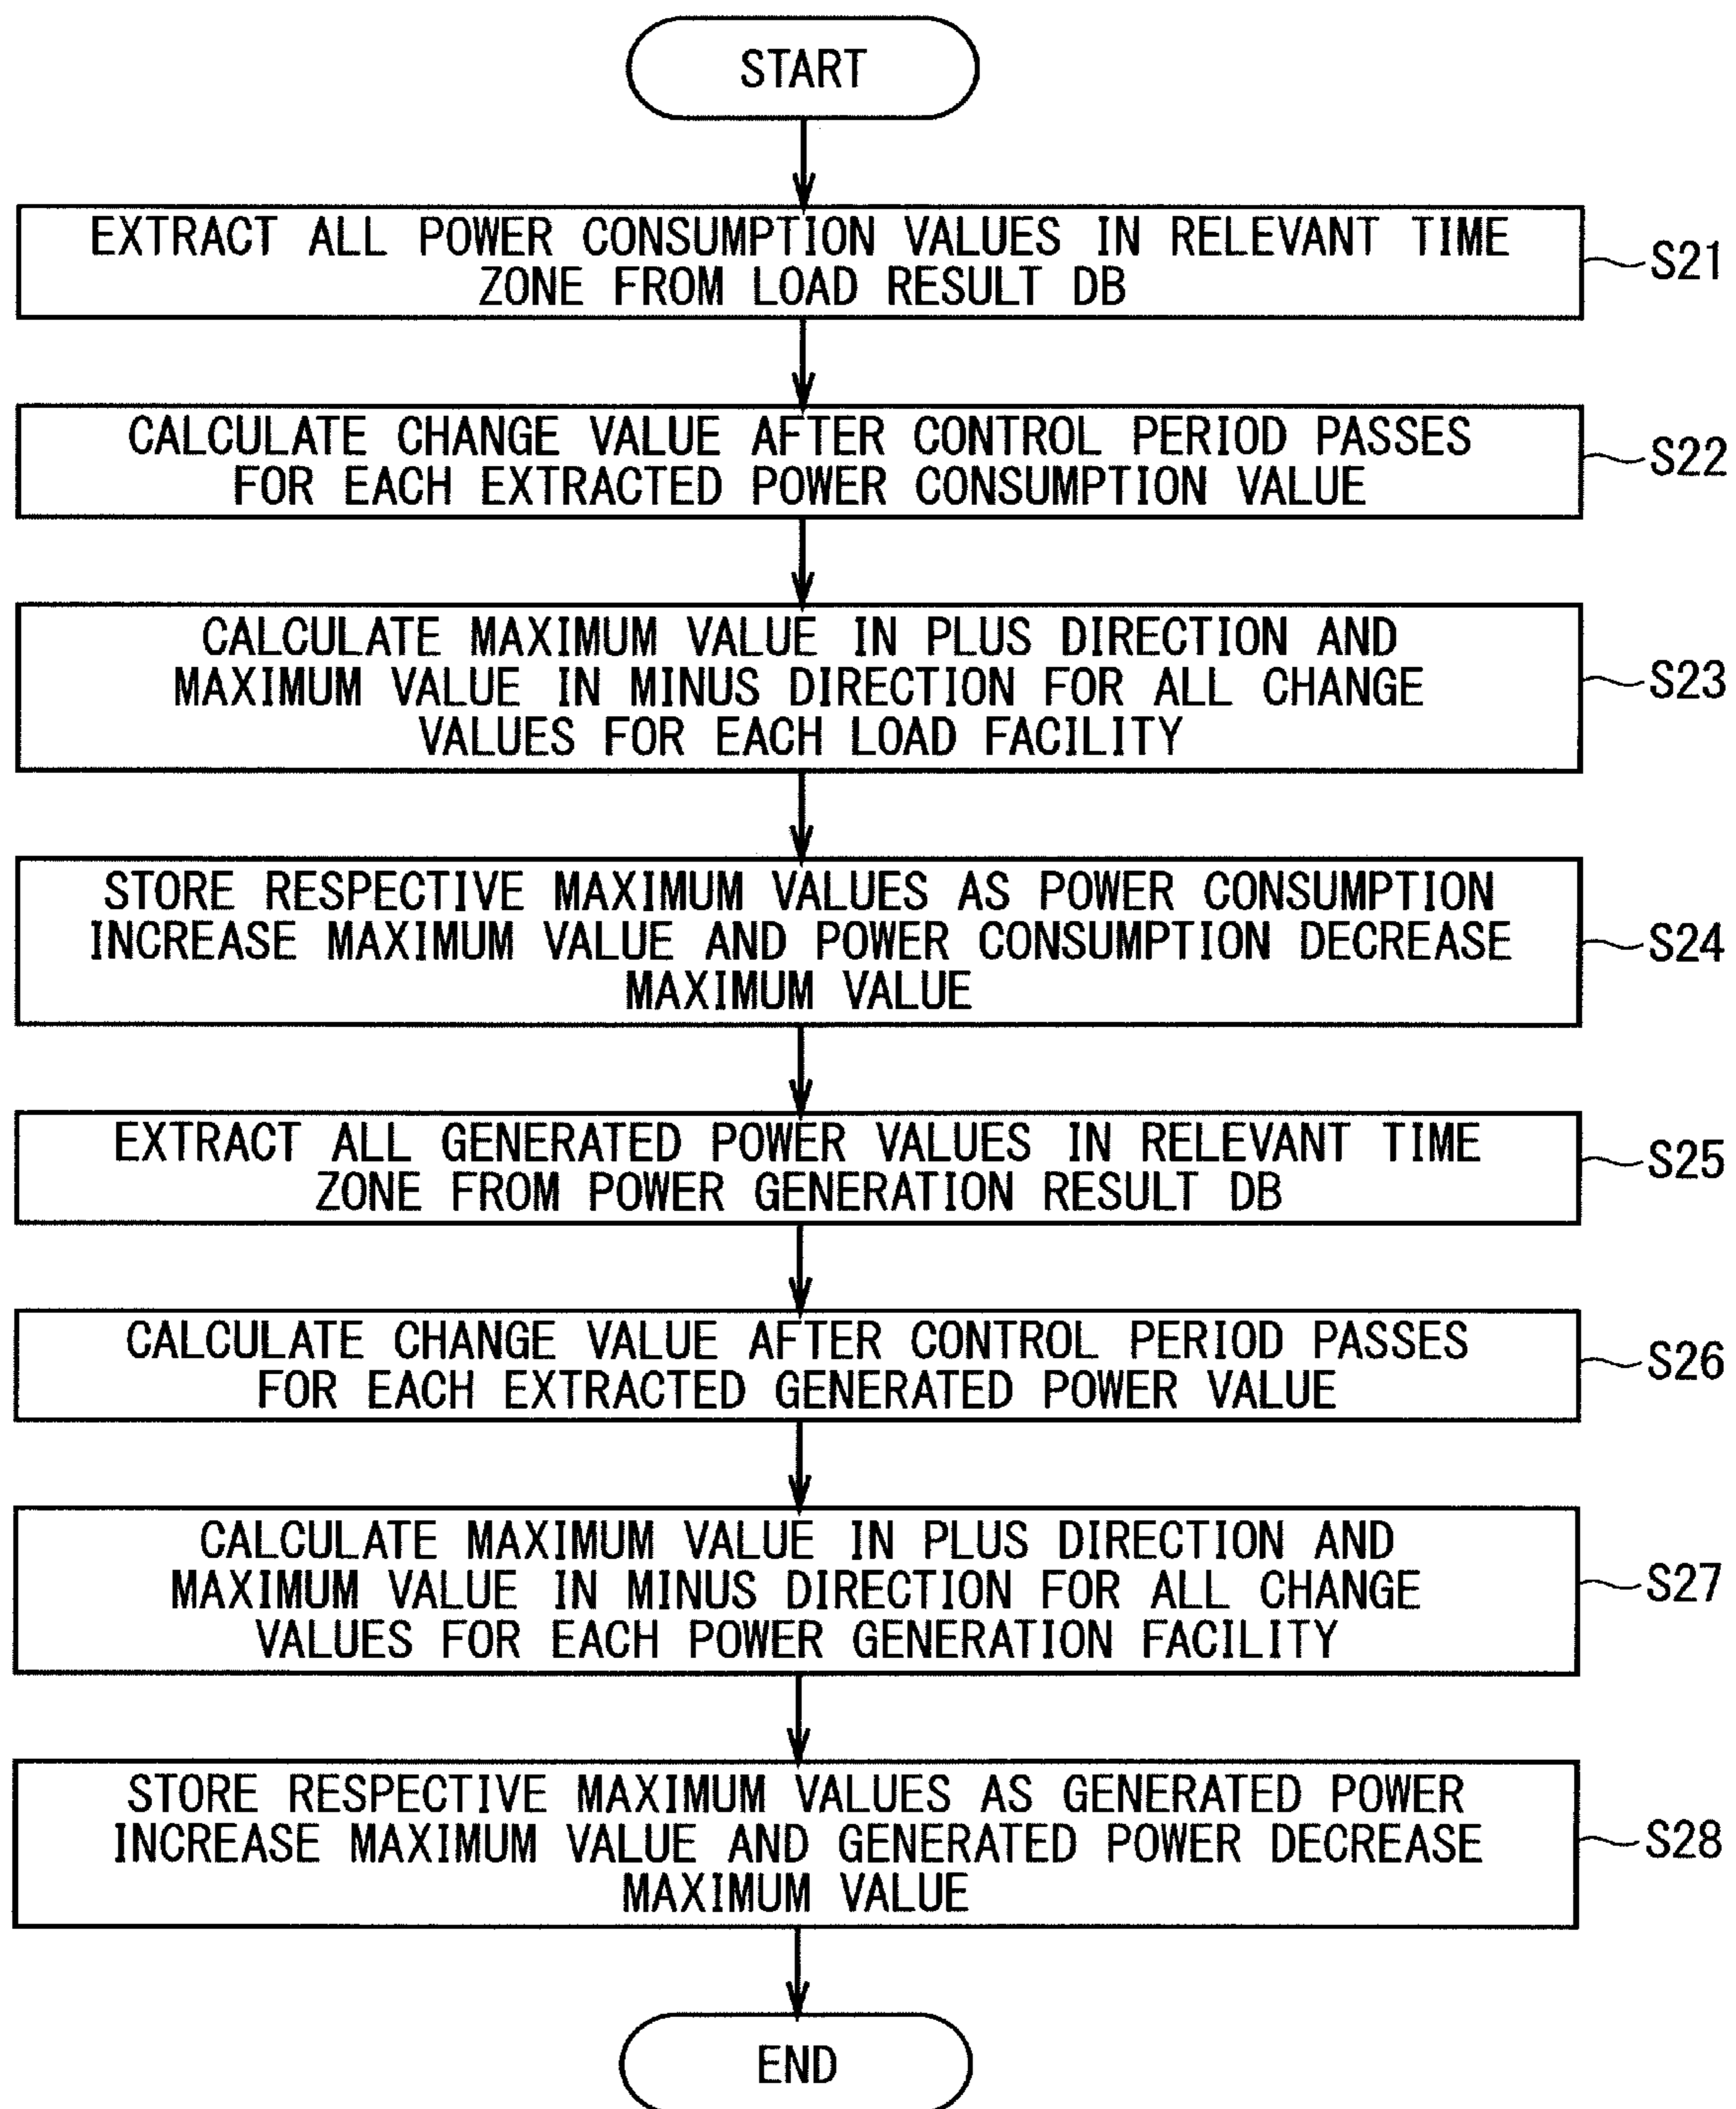 START
EXTRACT ALL POWER CONSUMPTION VALUES IN RELEVANT TIME
ZONE FROM LOAD RESULT DB
S21
CALCULATE CHANGE VALUE AFTER CONTROL PERIOD PASSES
FOR EACH EXTRACTED POWER CONSUMPTION VALUE
S22
CALCULATE MAXIMUM VALUE IN PLUS DIRECTION AND
MAXIMUM VALUE IN MINUS DIRECTION FOR ALL CHANGE
VALUES FOR EACH LOAD FACILITY
S23
STORE RESPECTIVE MAXIMUM VALUES AS POWER CONSUMPTION
INCREASE MAXIMUM VALUE AND POWER CONSUMPTION DECREASE
MAXIMUM VALUE
S24
EXTRACT ALL GENERATED POWER VALUES IN RELEVANT TIME
ZONE FROM POWER GENERATION RESULT DB
S25
CALCULATE CHANGE VALUE AFTER CONTROL PERIOD PASSES
FOR EACH EXTRACTED GENERATED POWER VALUE
S26
CALCULATE MAXIMUM VALUE IN PLUS DIRECTION AND
MAXIMUM VALUE IN MINUS DIRECTION FOR ALL CHANGE
VALUES FOR EACH POWER GENERATION FACILITY
S27
STORE RESPECTIVE MAXIMUM VALUES AS GENERATED POWER
INCREASE MAXIMUM VALUE AND GENERATED POWER DECREASE
MAXIMUM VALUE
S28
END